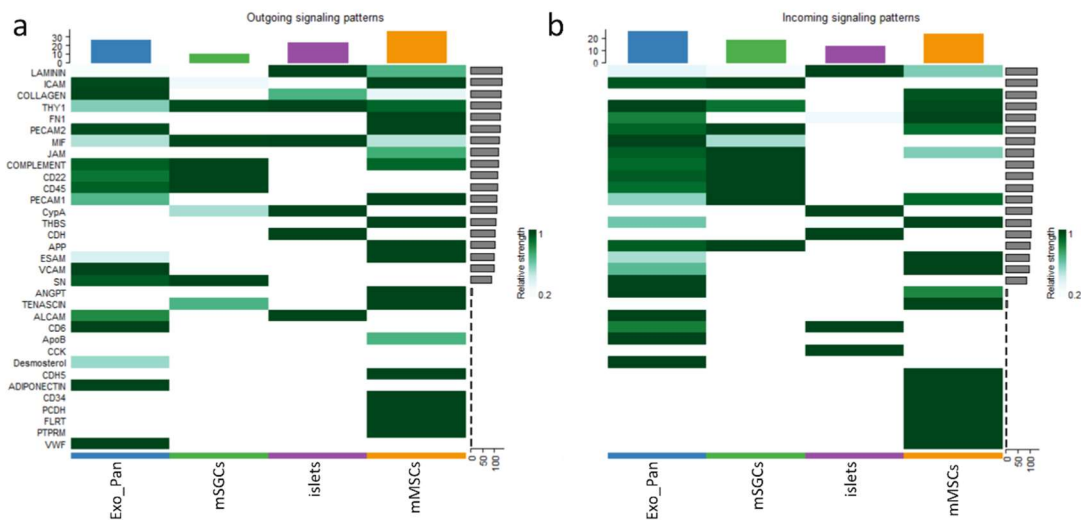 a
Outgoing signaling patterns
30
20
10
0
LAMININ
ICAM
COLLAGEN
THY1
FN1
PECAM2
MIF
JAM
COMPLEMENT
CD22
CD45
PECAM1
CypA
THBS
CDH
APP
ESAM
VCAM
SN
ANGPT
TENASCIN
ALCAM
CD6
ApoB
CCK
Desmosterol
CDH5
ADIPONECTIN
CD34
PCDH
FLRT
PTPRM
VWF
Exo_Pan
mSGCs
islets
mMSCs
0
50
100
Relative strength
1
0.2
b
Incoming signaling patterns
20
10
0
Exo_Pan
mSGCs
islets
mMSCs
0
50
100
Relative strength
1
0.2